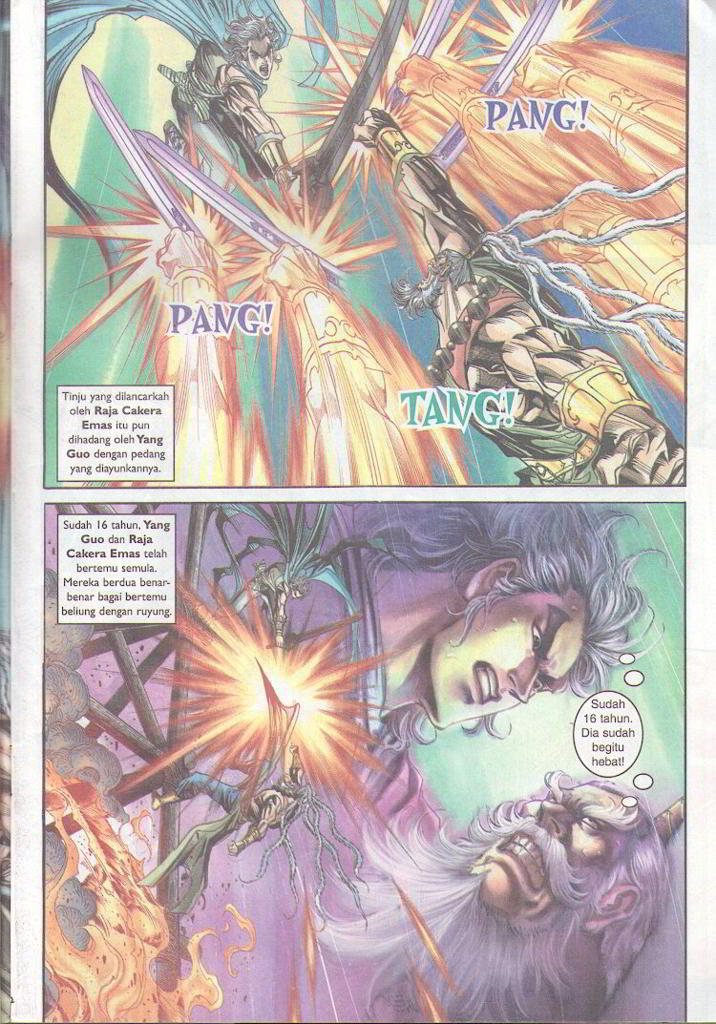 PANG!
PANG!
TANG!
Tinju yang dilancarkah
oleh Raja Cakera
Emas itu pun
dihadang oleh Yang
Guo dengan pedang
yang diayunkannya.
Sudah 16 tahun, Yang
Guo dan Raja
Cakera Emas telah
bertemu semula.
Mereka berdua benar-
benar bagai bertemu
beliung dengan ruyung.
Sudah
16 tahun.
Dia sudah
begitu
hebat!